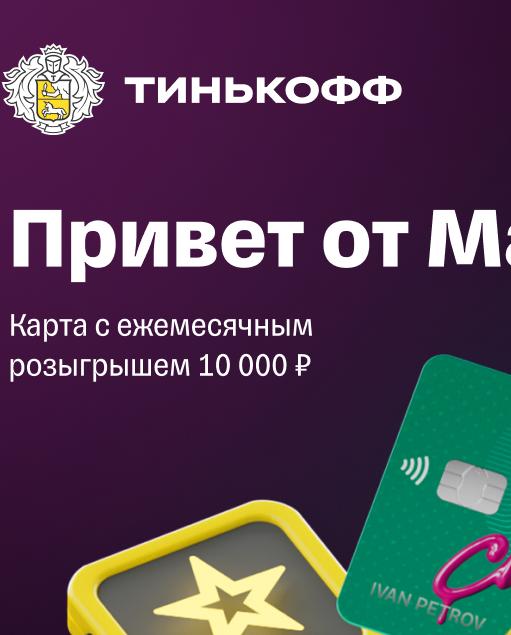 ТИНЬКОФФ
Привет от Ма
Карта с ежемесячным
розыгрышем 10 000 ₽
IVAN PETROV